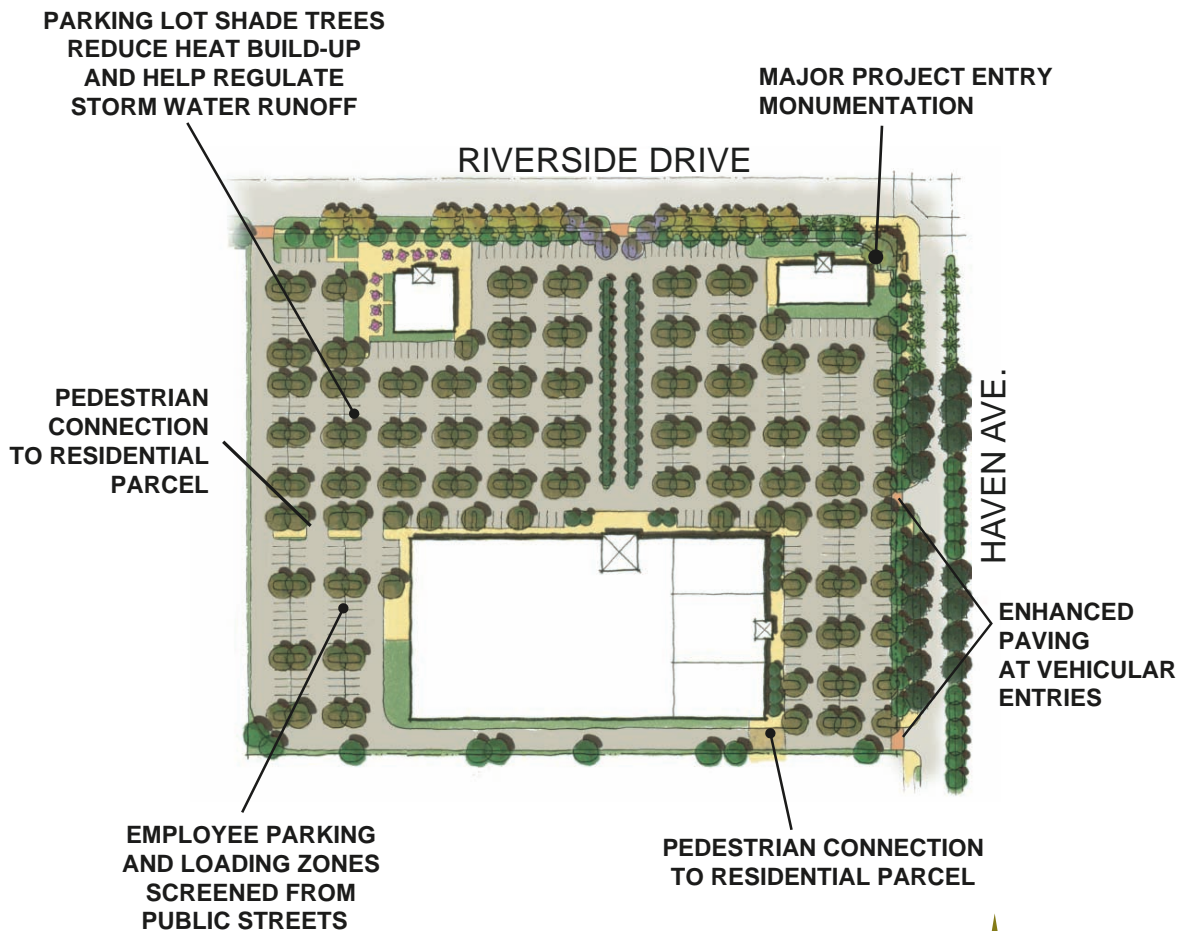 PARKING LOT SHADE TREES
REDUCE HEAT BUILD-UP
AND HELP REGULATE
STORM WATER RUNOFF
MAJOR PROJECT ENTRY
MONUMENTATION
RIVERSIDE DRIVE
PEDESTRIAN
CONNECTION
TO RESIDENTIAL
PARCEL
HAVEN AVE.
ENHANCED
PAVING
AT VEHICULAR
ENTRIES
EMPLOYEE PARKING
AND LOADING ZONES
SCREENED FROM
PUBLIC STREETS
PEDESTRIAN CONNECTION
TO RESIDENTIAL PARCEL